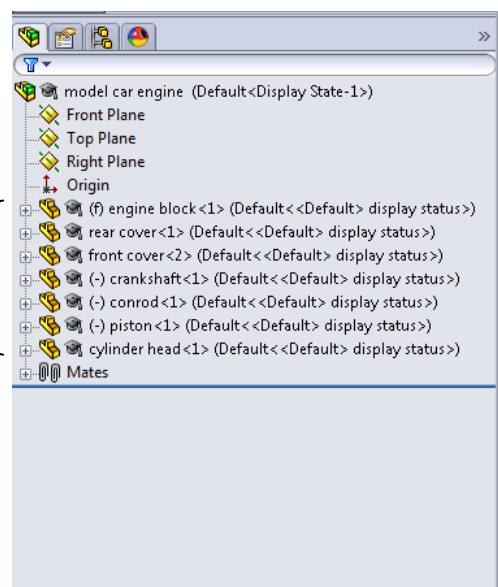 »
model car engine (Default<Display State-1>)
Front Plane
Top Plane
Right Plane
Origin
(f) engine block<1> (Default<<Default> display status>)
rear cover<1> (Default<<Default> display status>)
front cover<2> (Default<<Default> display status>)
(-) crankshaft<1> (Default<<Default> display status>)
(-) conrod<1> (Default<<Default> display status>)
(-) piston<1> (Default<<Default> display status>)
cylinder head<1> (Default<<Default> display status>)
Mates